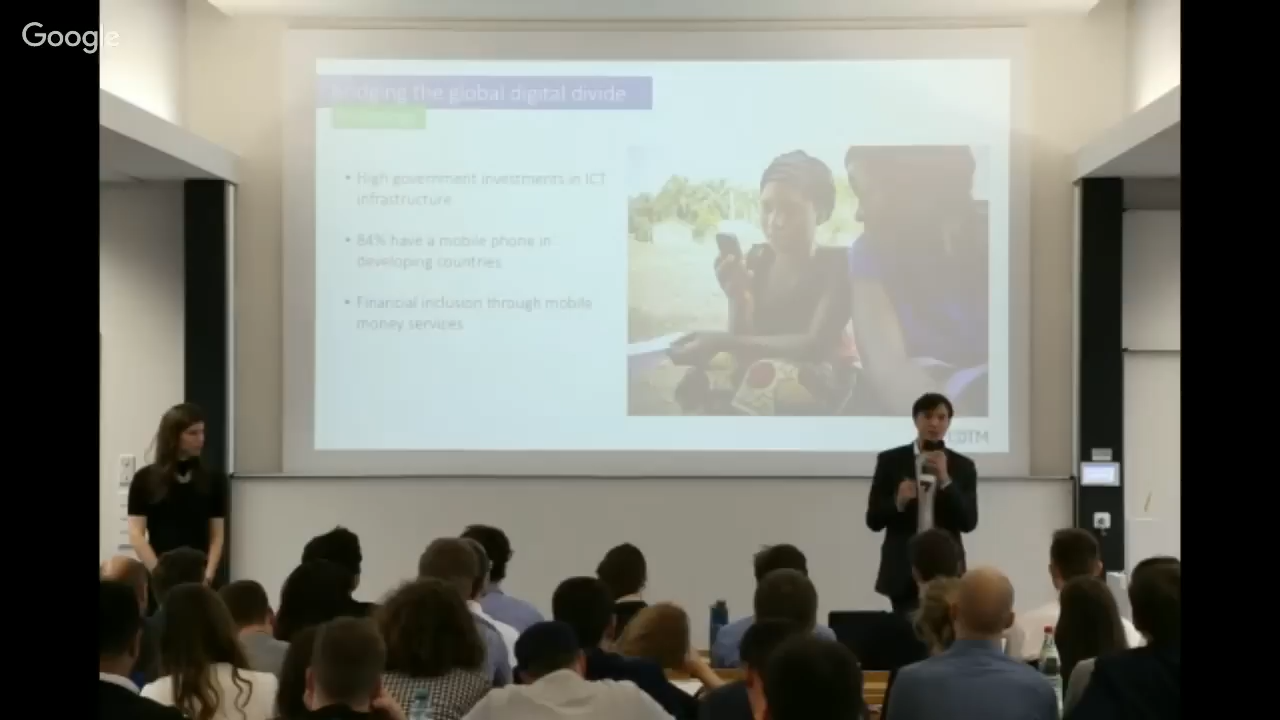 Google
Bridging the global digital divide
• High government investments in ICT
infrastructure
• 84% have a mobile phone in
developing countries
• Financial inclusion through mobile
money services
CDTM